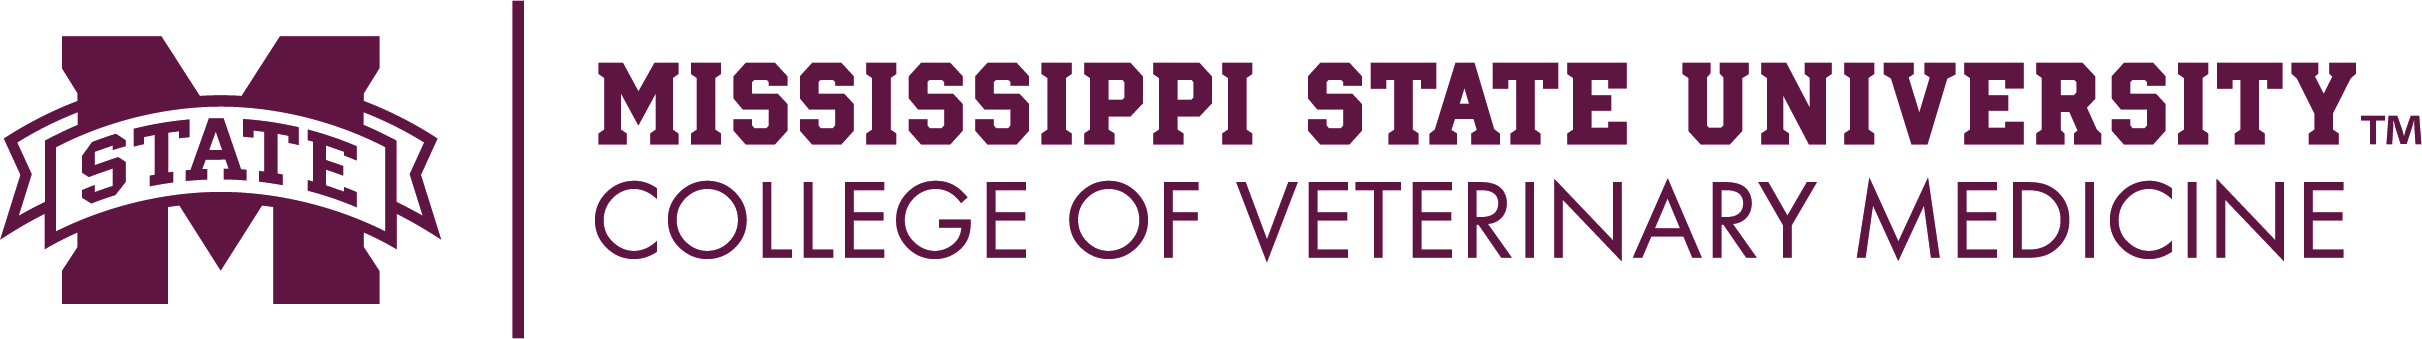 STATE
MISSISSIPPI STATE UNIVERSITY™
COLLEGE OF VETERINARY MEDICINE